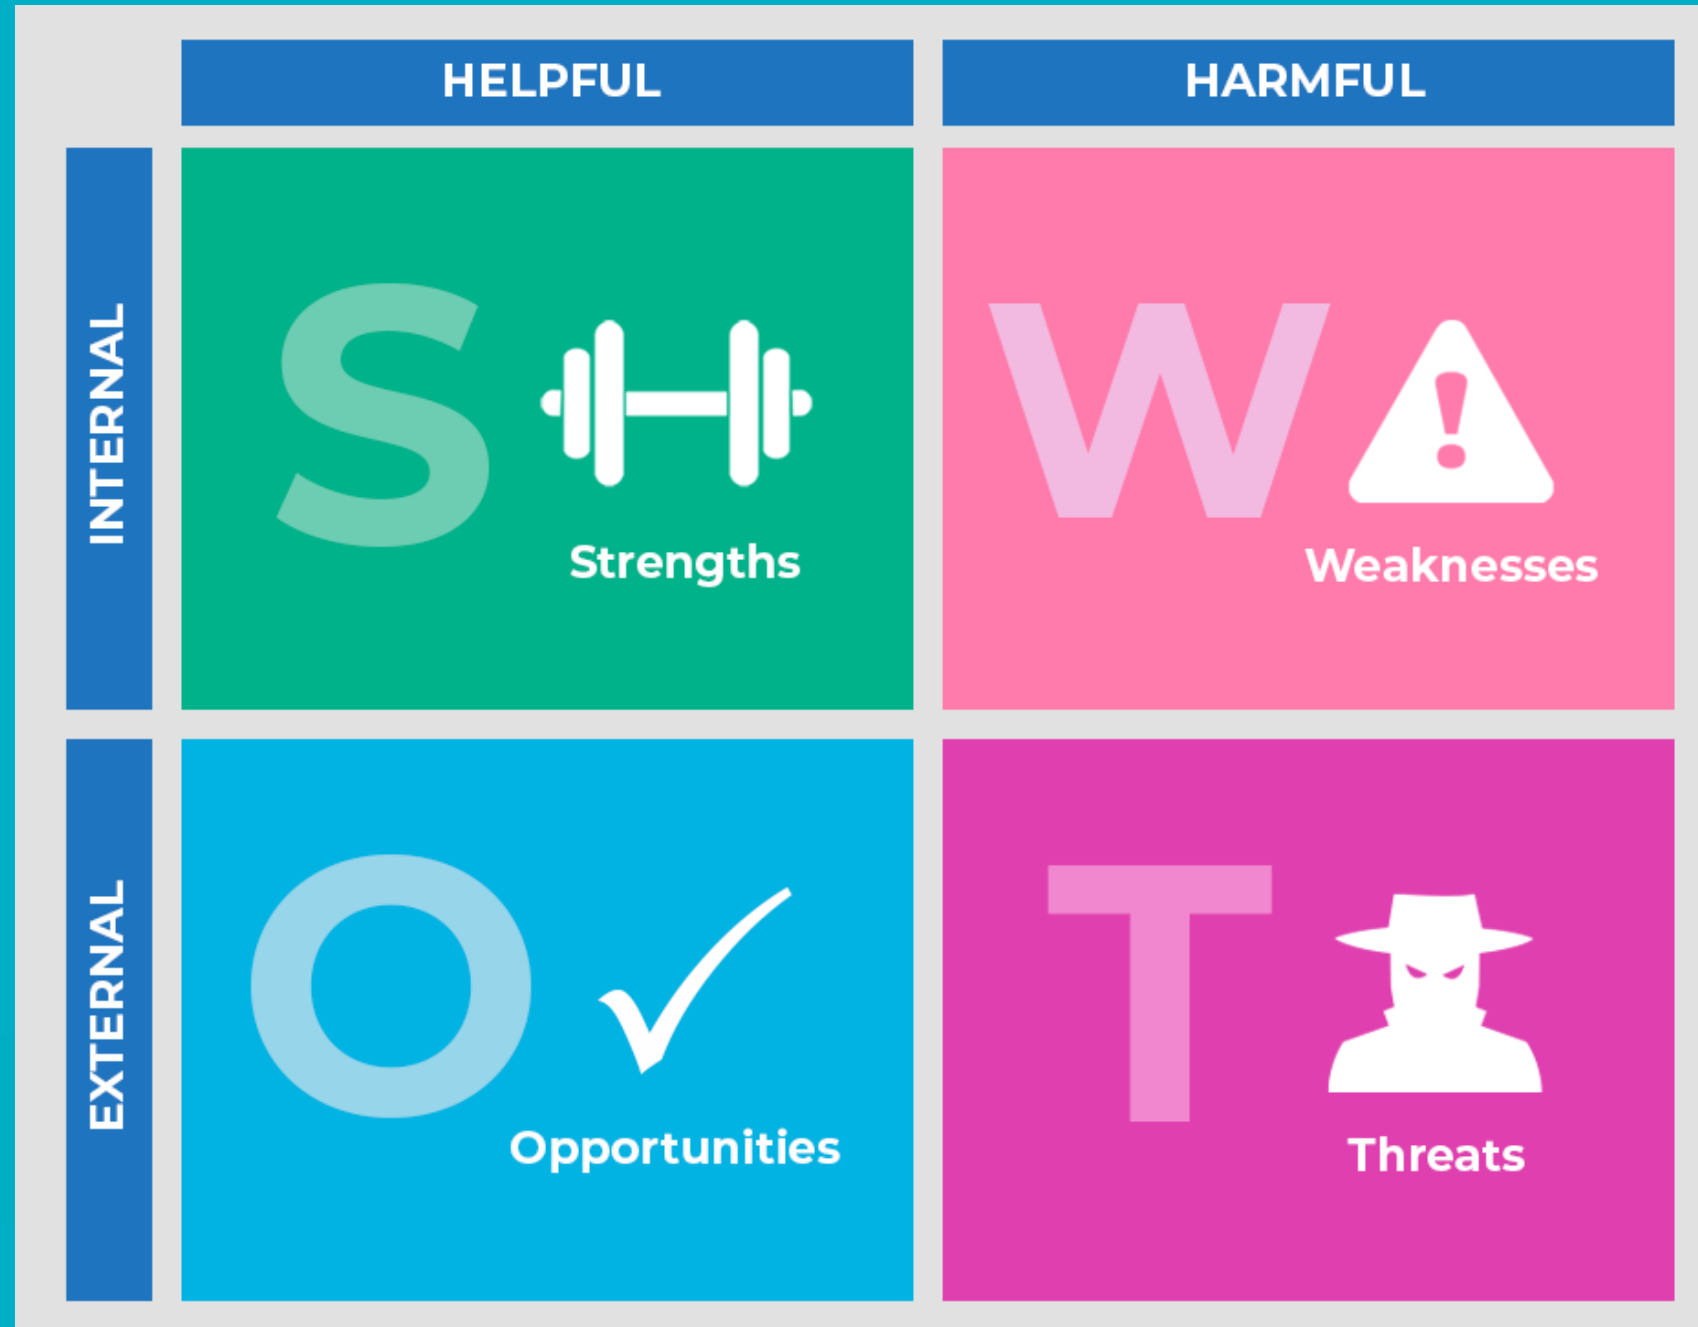 HELPFUL
HARMFUL
INTERNAL
S
Strengths
W
!
Weaknesses
EXTERNAL
O
Opportunities
T
Threats